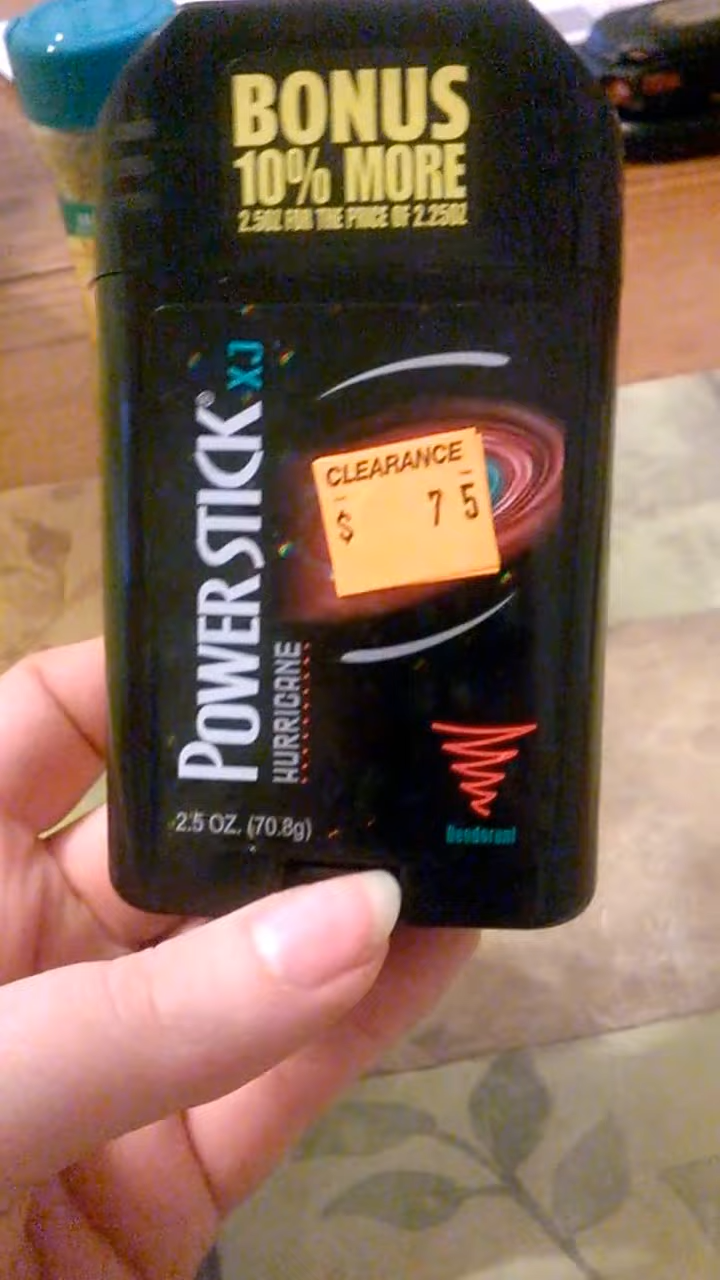 BONUS
10% MORE
2.5OZ FOR THE PRICE OF 2.25OZ
POWER STICK® XJ
HURRICANE
CLEARANCE
$ 75
2.5 OZ. (70.8g)
Deodorant